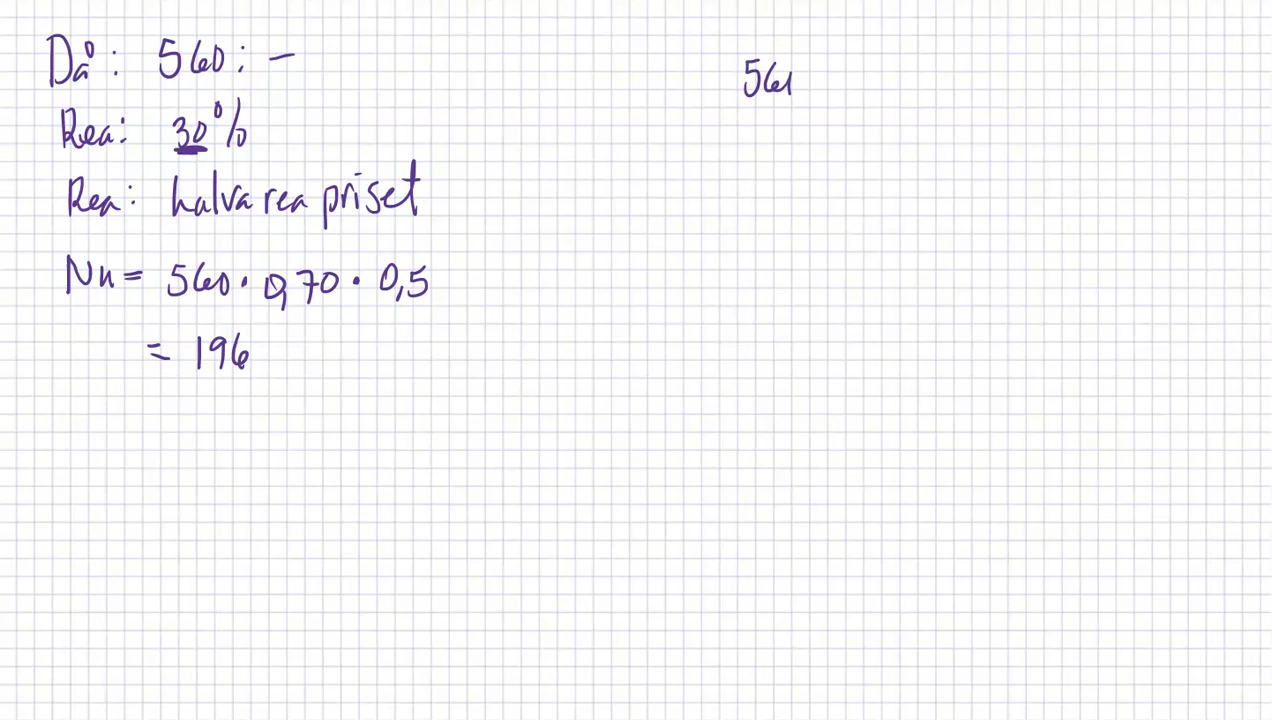 Då: 560:-
Rea: 30%
Rea: halva rea priset
Nu = 560 · 0,70 · 0,5
= 196
56